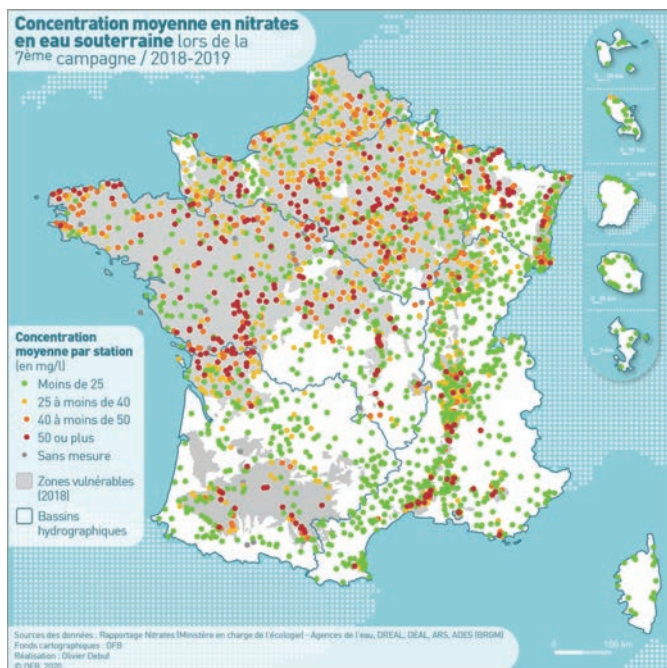 Concentration moyenne en nitrates
en eau souterraine lors de la
7ème campagne / 2018-2019
Concentration
moyenne par station
(en mg/l)
Moins de 25
25 à moins de 40
40 à moins de 50
50 ou plus
Sans mesure
Zones vulnérables
(2018)
Bassins
hydrographiques
Sources des données : Rapportage Nitrates (Ministère en charge de l'écologie) - Agences de l'eau, DREAL, DEAL, ARS, ADES (BRGM)
Fonds cartographiques : OFB
Réalisation : Olivier Debuf
© OFB, 2020
0 100 km